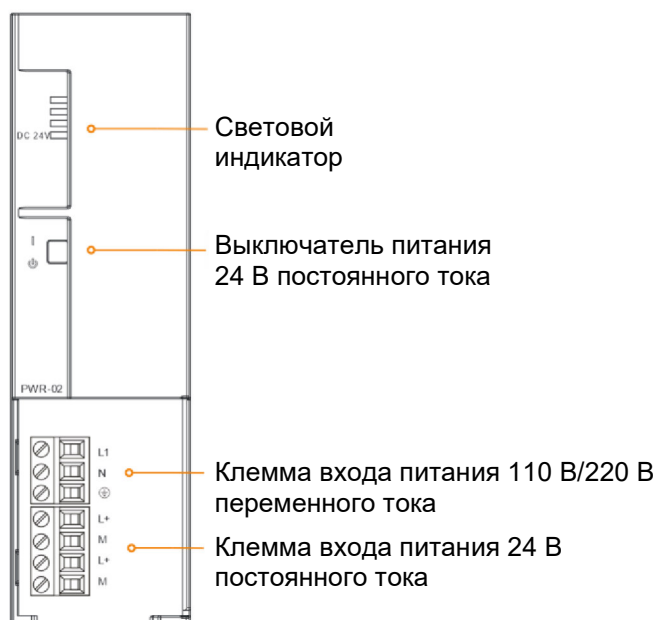 DC 24V
Световой
индикатор
Выключатель питания
24 В постоянного тока
PWR-02
L1
N
Клемма входа питания 110 В/220 В
переменного тока
L+
M
L+
M
Клемма входа питания 24 В
постоянного тока